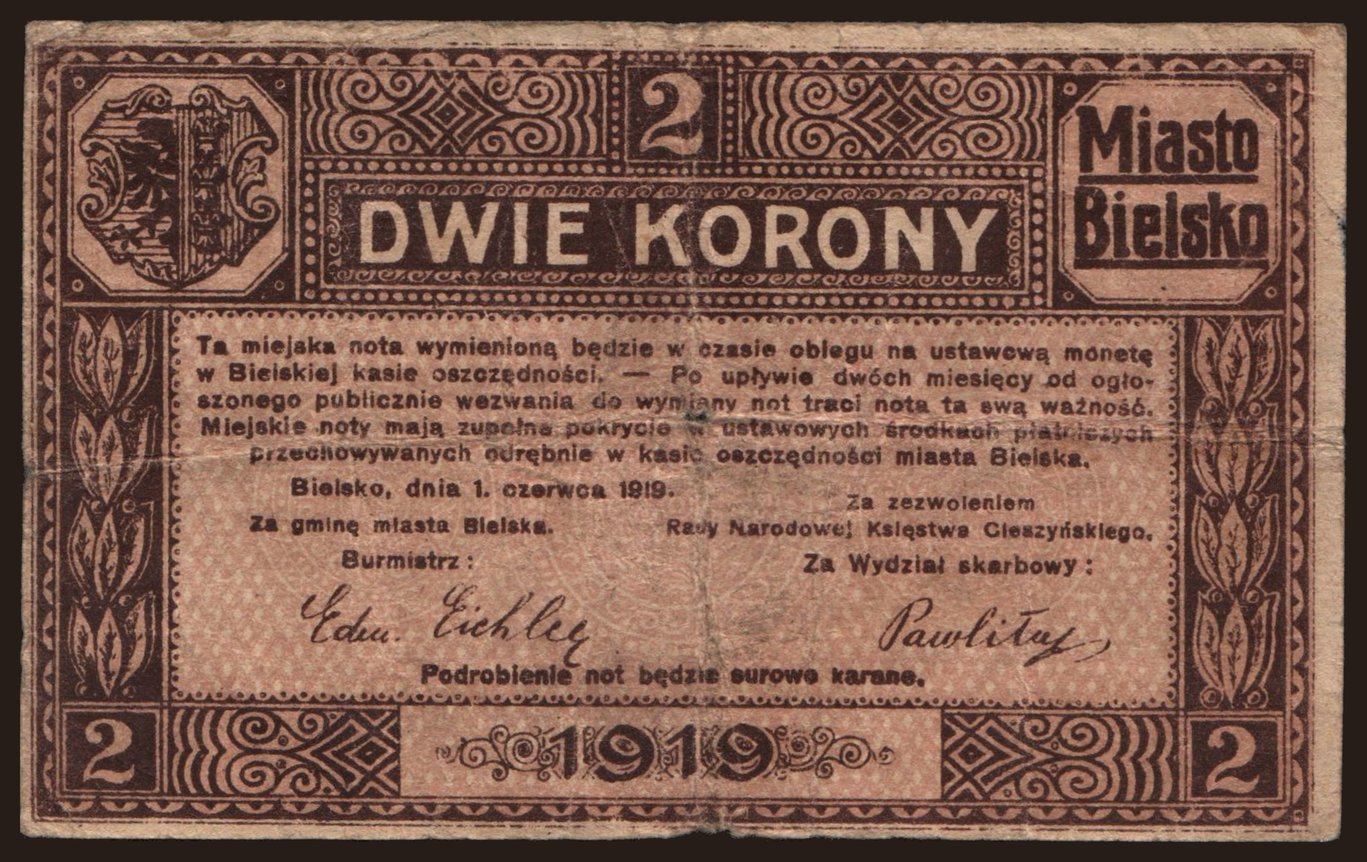 2
Miasto
Bielsko
DWIE KORONY
Ta miejska nota wymienioną będzie w czasie obiegu na ustawową monetę
w Bielskiej kasie oszczędności. — Po upływie dwóch miesięcy od ogło-
szonego publicznie wezwania do wymiany not traci nota ta swą ważność.
Miejskie noty mają zupełne pokrycie w ustawowych środkach płatniczych
przechowywanych odrębnie w kasie oszczędności miasta Bielska.
Bielsko, dnia 1. czerwca 1919.
Za gminę miasta Bielska.
Burmistrz:
Za zezwoleniem
Rady Narodowej Księstwa Cieszyńskiego.
Za Wydział skarbowy:
Edm.
Podrobienie not będzie surowo karane.
2
1919
2